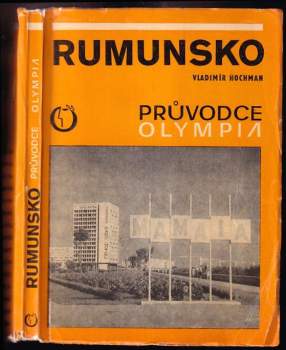 RUMUNSKO
VLADIMÍR HOCHMAN
PRŮVODCE
OLYMPIA
MAMAIA
RUMUNSKO PRŮVODCE OLYMPIA